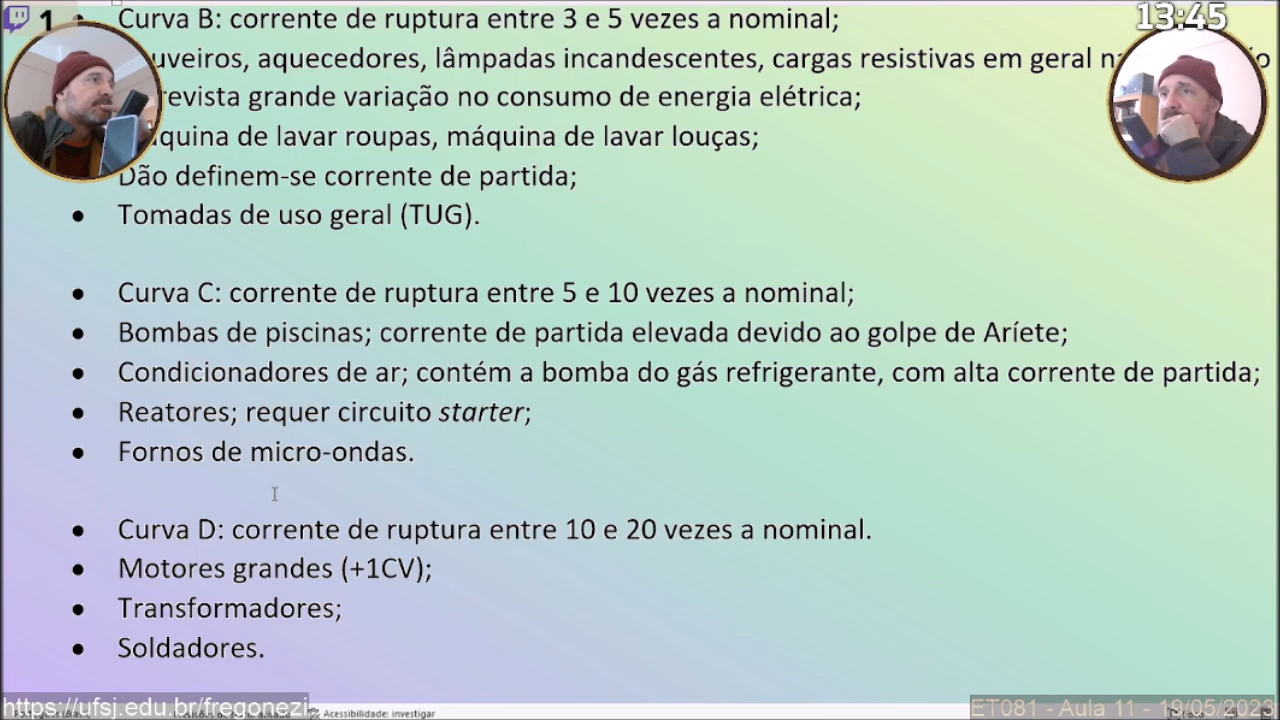 1
13:45
Curva B: corrente de ruptura entre 3 e 5 vezes a nominal;
uveiros, aquecedores, lâmpadas incandescentes, cargas resistivas em geral
revista grande variação no consumo de energia elétrica;
quina de lavar roupas, máquina de lavar louças;
Dão definem-se corrente de partida;
• Tomadas de uso geral (TUG).
• Curva C: corrente de ruptura entre 5 e 10 vezes a nominal;
• Bombas de piscinas; corrente de partida elevada devido ao golpe de Aríete;
• Condicionadores de ar; contém a bomba do gás refrigerante, com alta corrente de partida;
• Reatores; requer circuito starter;
• Fornos de micro-ondas.
• Curva D: corrente de ruptura entre 10 e 20 vezes a nominal.
• Motores grandes (+1CV);
• Transformadores;
• Soldadores.
https://ufsj.edu.br/fregonezi
Acessibilidade: investigar
ET081 - Aula 11 - 19/05/2023